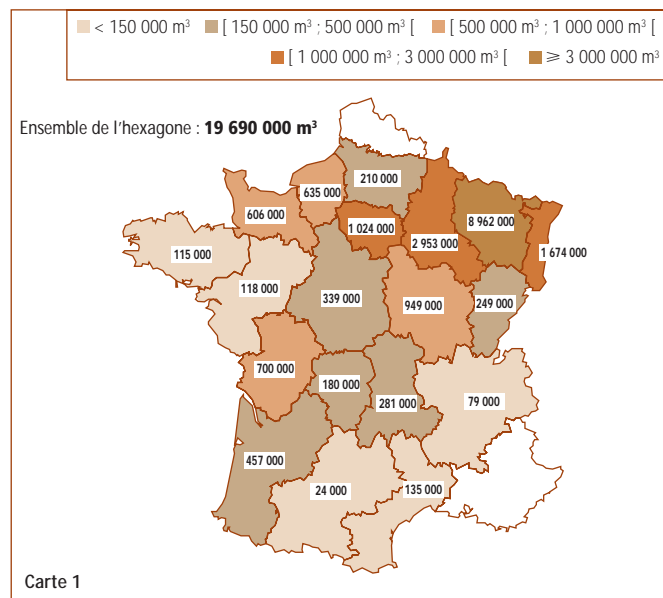 < 150 000 m³ [ 150 000 m³ ; 500 000 m³ [ [ 500 000 m³ ; 1 000 000 m³ [
[ 1 000 000 m³ ; 3 000 000 m³ [ ⩾ 3 000 000 m³
Ensemble de l'hexagone : 19 690 000 m³
210 000
635 000
606 000
8 962 000
1 024 000
2 953 000
1 674 000
115 000
118 000
339 000
949 000
249 000
700 000
180 000
281 000
79 000
457 000
24 000
135 000
Carte 1